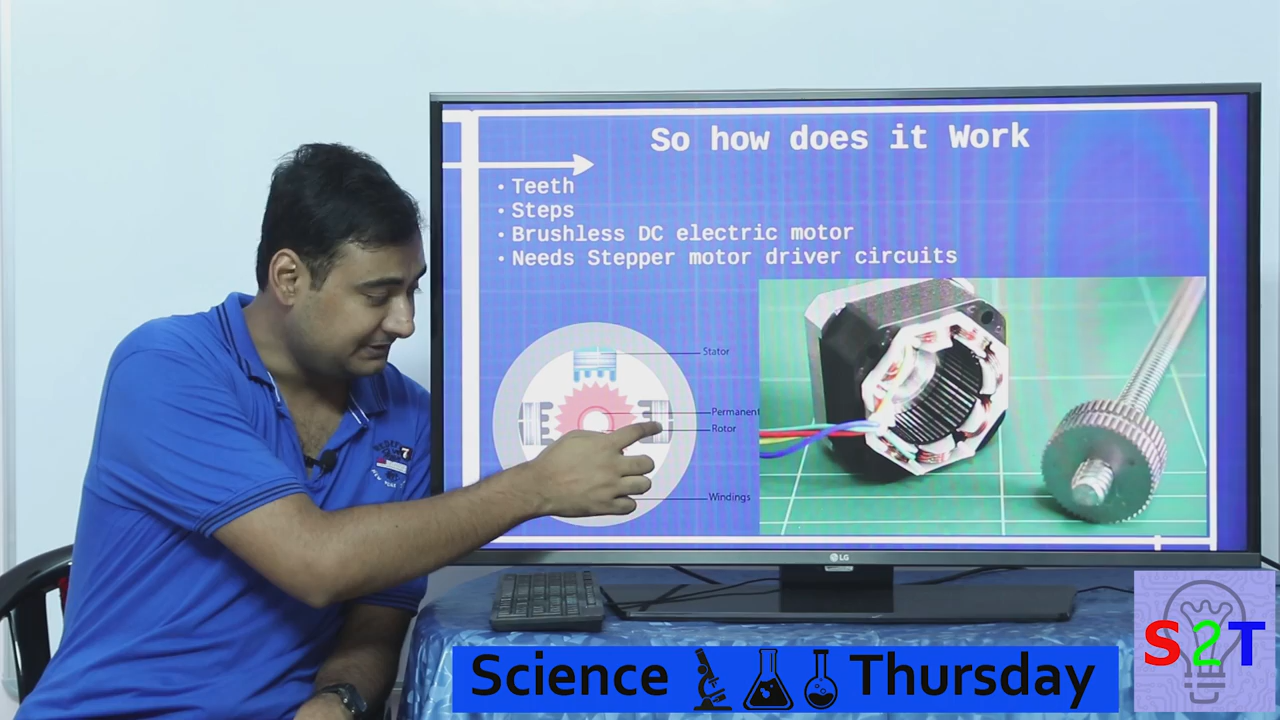 So how does it Work
• Teeth
• Steps
• Brushless DC electric motor
• Needs Stepper motor driver circuits
Stator
Permanent
Rotor
Windings
7
LG
S2T
Science Thursday